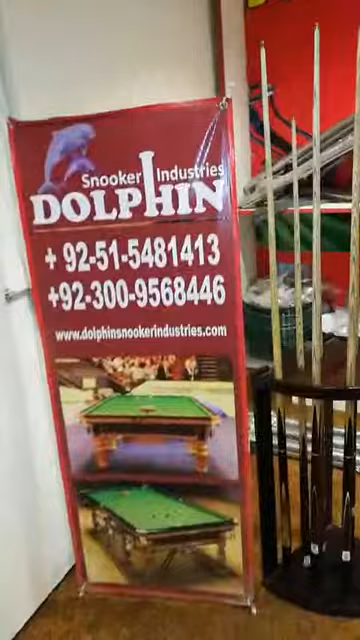 Snooker Industries
DOLPHIN
+ 92-51-5481413
+92-300-9568446
www.dolphinsnookerindustries.com